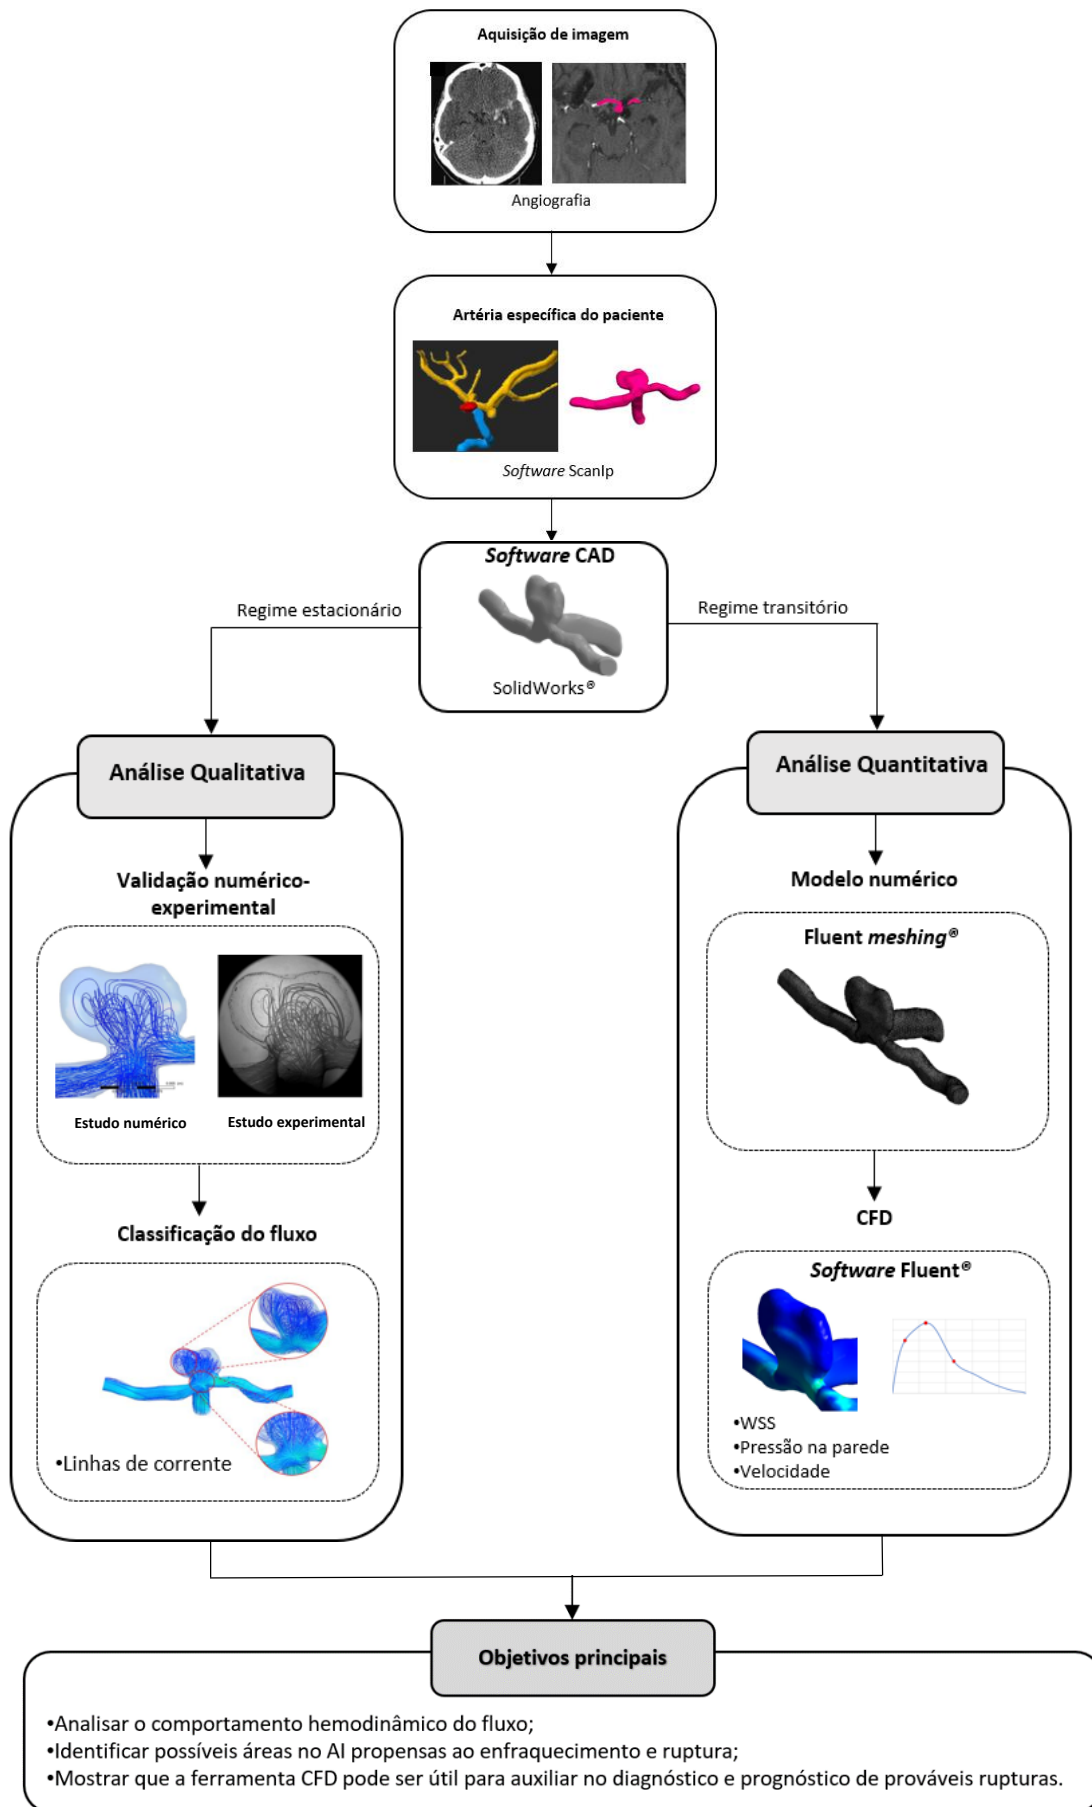 Aquisição de imagem
Angiografia
Artéria específica do paciente
Software ScanIp
Software CAD
SolidWorks®
Regime estacionário
Regime transitório
Análise Qualitativa
Validação numérico-
experimental
Estudo numérico
Estudo experimental
Classificação do fluxo
•Linhas de corrente
Análise Quantitativa
Modelo numérico
Fluent meshing®
CFD
Software Fluent®
•WSS
•Pressão na parede
•Velocidade
Objetivos principais
•Analisar o comportamento hemodinâmico do fluxo;
•Identificar possíveis áreas no AI propensas ao enfraquecimento e ruptura;
•Mostrar que a ferramenta CFD pode ser útil para auxiliar no diagnóstico e prognóstico de prováveis rupturas.